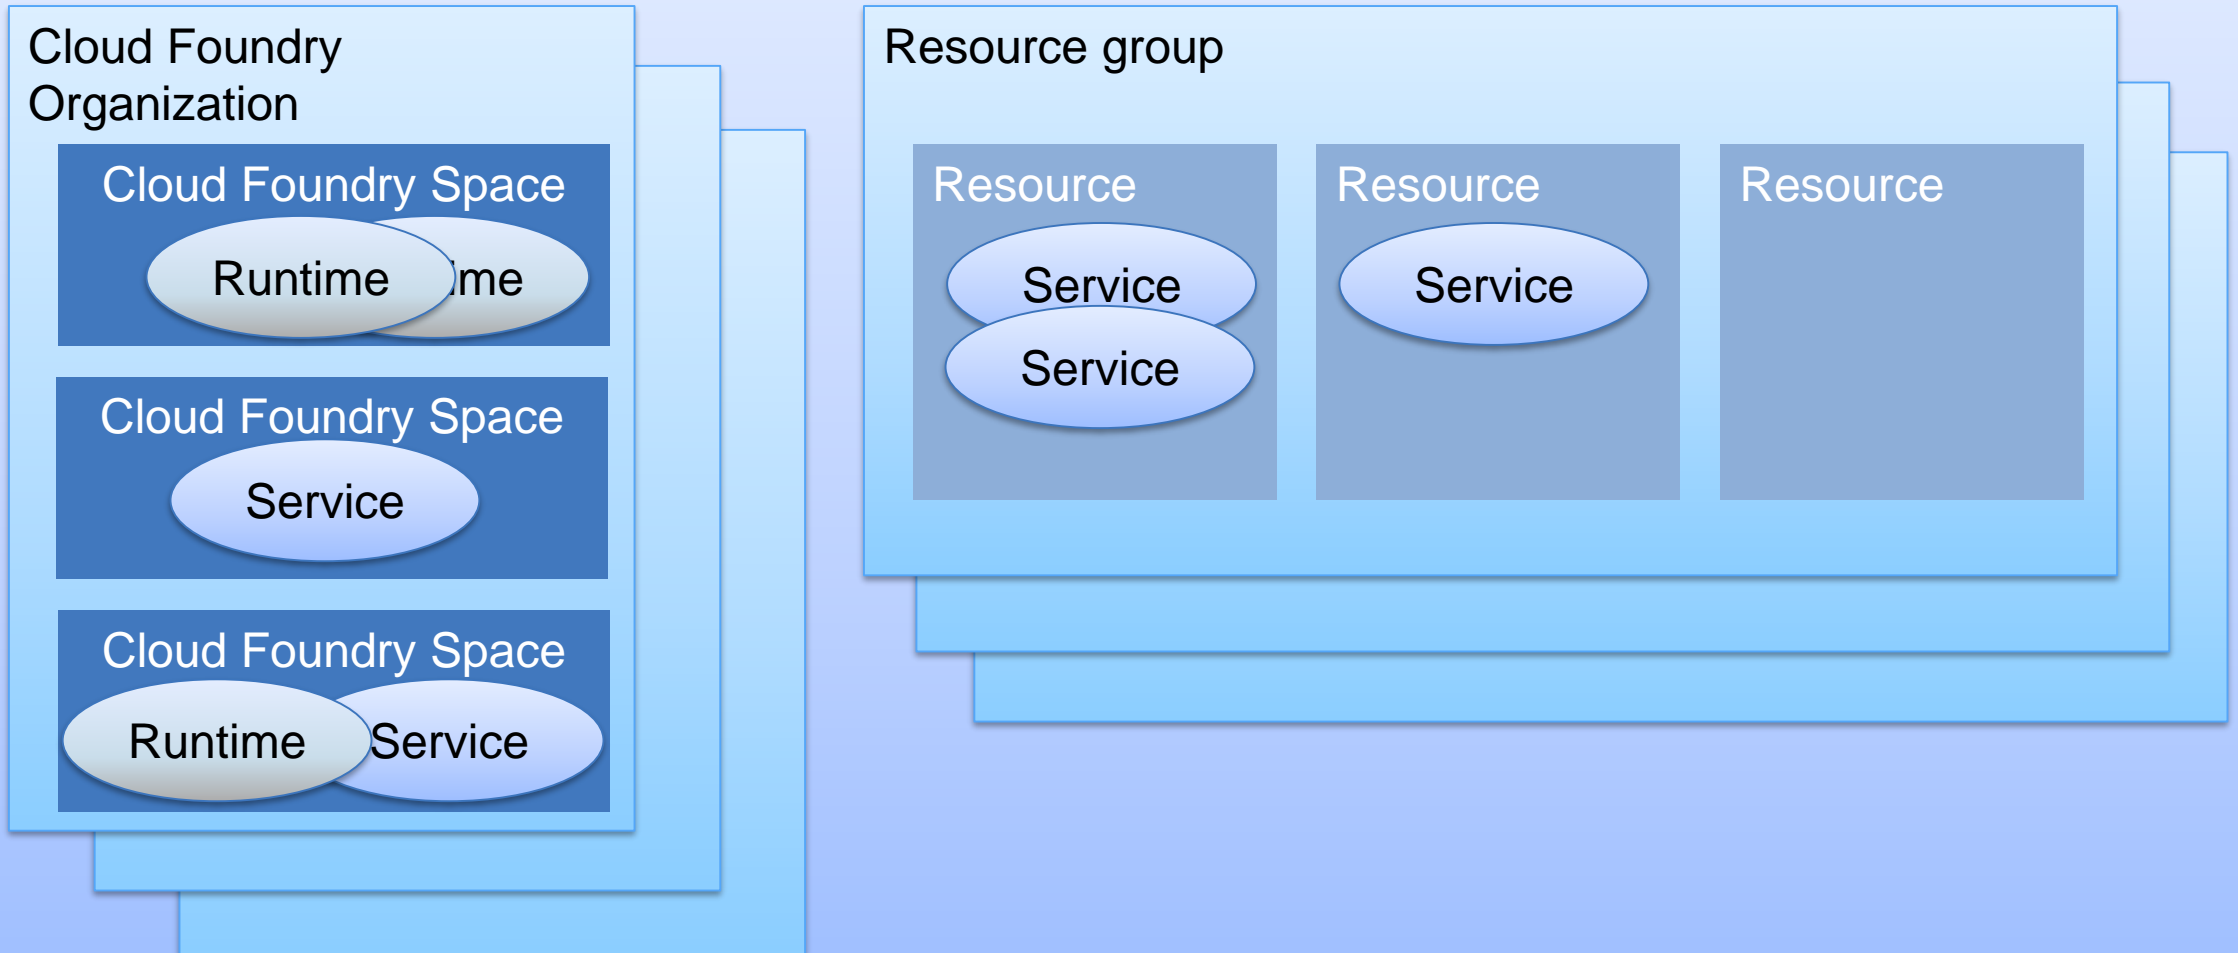 Cloud Foundry
Organization
Cloud Foundry Space
Runtime
ime
Cloud Foundry Space
Service
Cloud Foundry Space
Runtime
Service
Resource group
Resource
Service
Service
Resource
Service
Resource